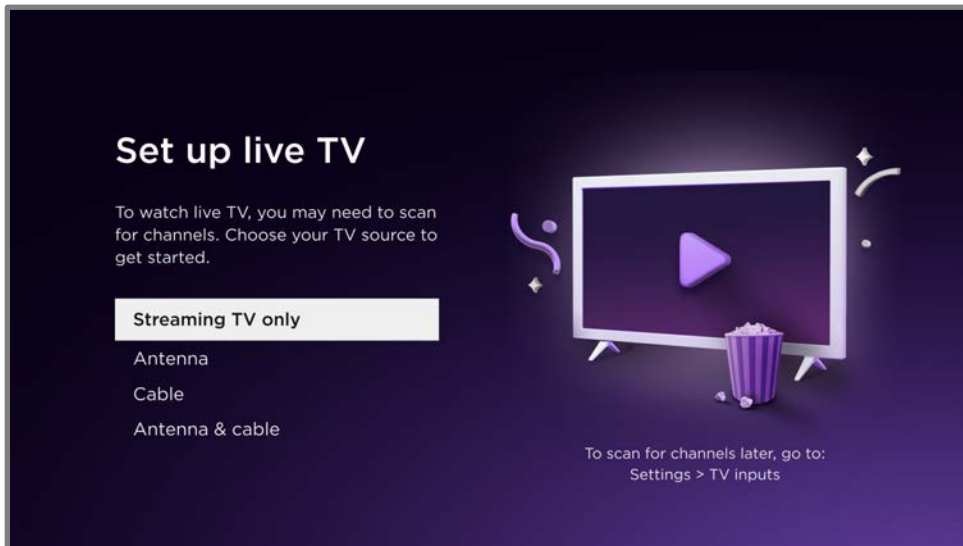 Set up live TV
To watch live TV, you may need to scan
for channels. Choose your TV source to
get started.
Streaming TV only
Antenna
Cable
Antenna & cable
To scan for channels later, go to:
Settings > TV inputs